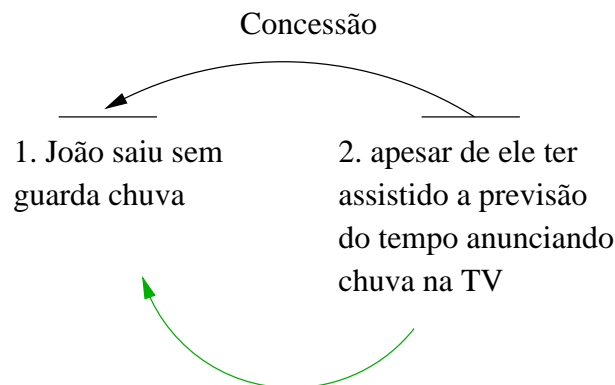 Concessão
1. João saiu sem
guarda chuva
2. apesar de ele ter
assistido a previsão
do tempo anunciando
chuva na TV